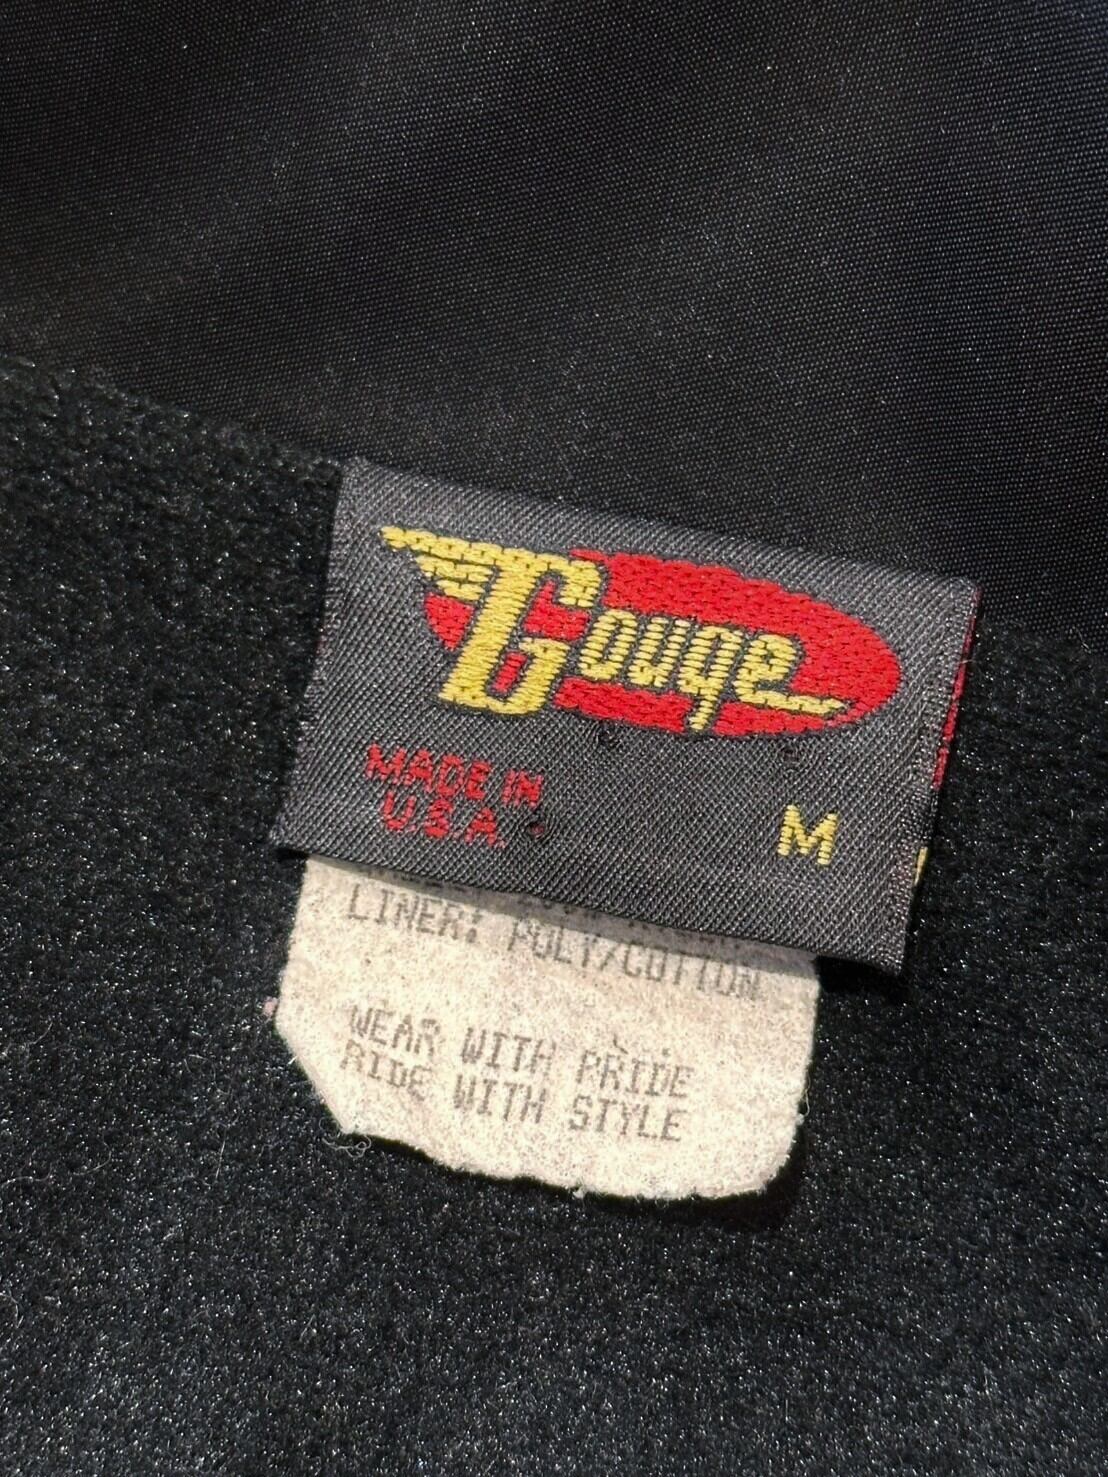 Gouge
MADE IN
U.S.A.
M
LINER: POLY/COTTON
WEAR WITH PRIDE
RIDE WITH STYLE